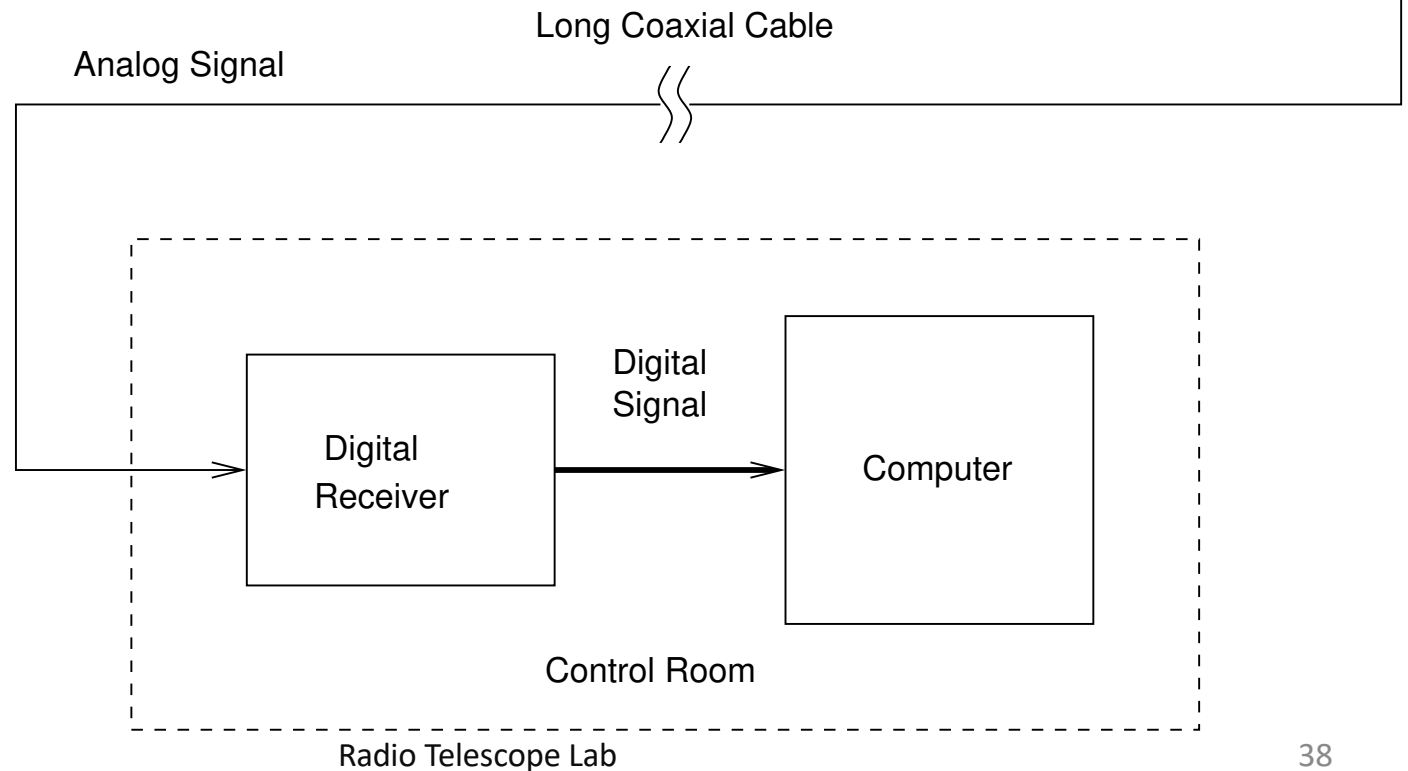 Long Coaxial Cable
Analog Signal
Digital
Signal
Digital
Receiver
Computer
Control Room
Radio Telescope Lab
38